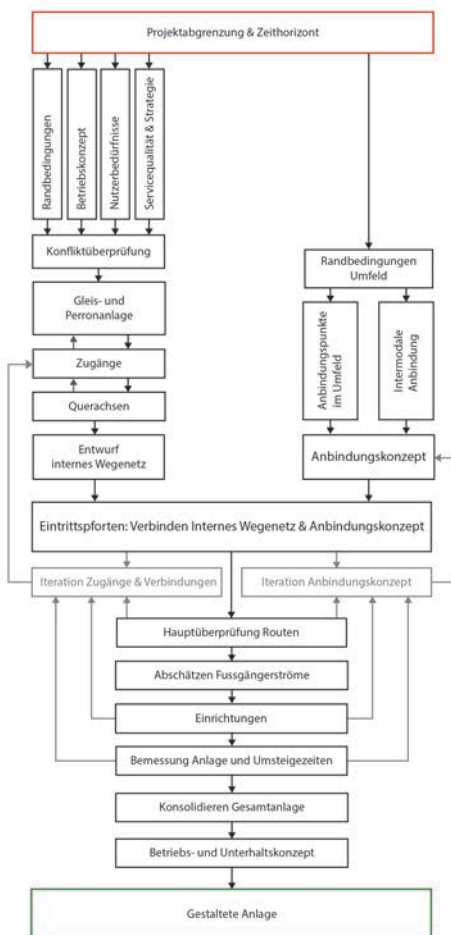 Projektabgrenzung & Zeithorizont
Randbedingungen
Betriebskonzept
Nutzerbedürfnisse
Servicequalität & Strategie
Konfliktüberprüfung
Gleis- und
Perronanlage
Zugänge
Querachsen
Entwurf
internes Wegenetz
Randbedingungen
Umfeld
Anbindungspunkte
im Umfeld
Intermodale
Anbindung
Anbindungskonzept
Eintrittspforten: Verbinden Internes Wegenetz & Anbindungskonzept
Iteration Zugänge & Verbindungen
Iteration Anbindungskonzept
Hauptüberprüfung Routen
Abschätzen Fussgängerströme
Einrichtungen
Bemessung Anlage und Umsteigezeiten
Konsolidieren Gesamtanlage
Betriebs- und Unterhaltskonzept
Gestaltete Anlage